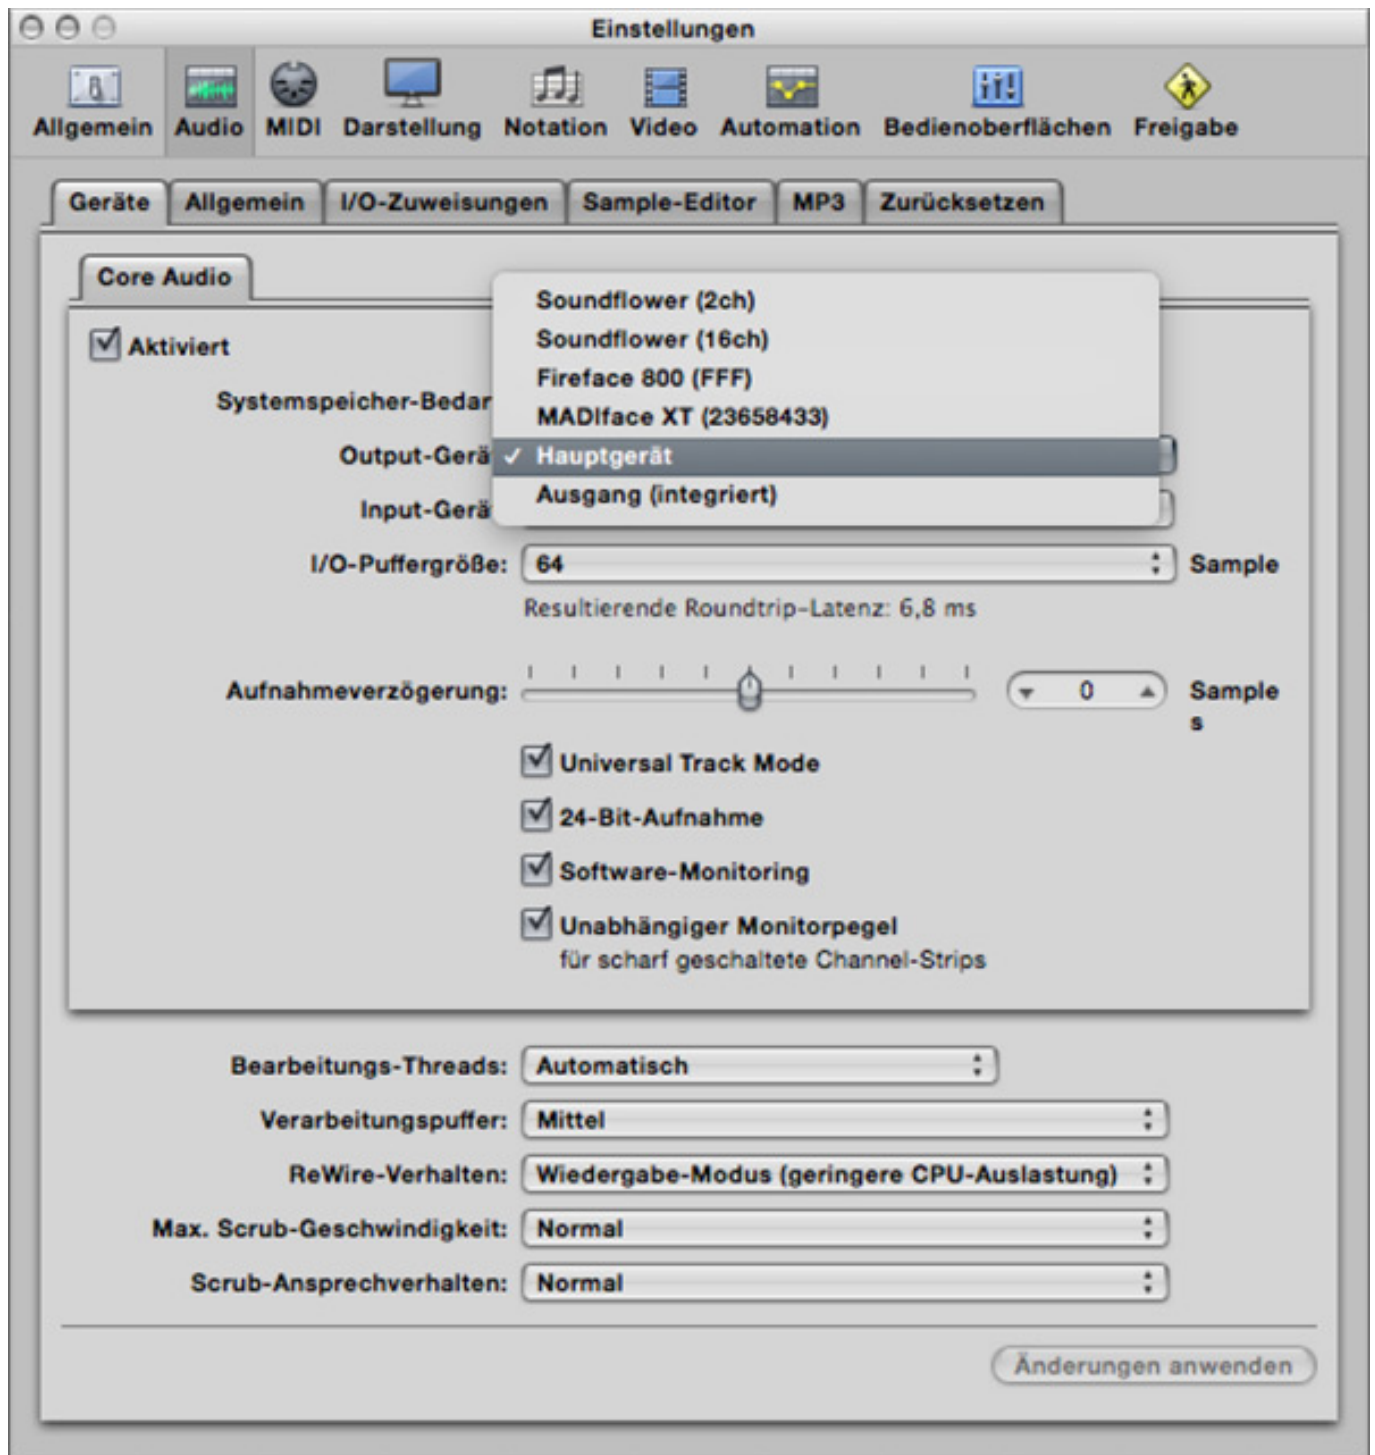 Einstellungen
Allgemein Audio MIDI Darstellung Notation Video Automation Bedienoberflächen Freigabe
Geräte Allgemein I/O-Zuweisungen Sample-Editor MP3 Zurücksetzen
Core Audio
Soundflower (2ch)
Soundflower (16ch)
Fireface 800 (FFF)
MADIface XT (23658433)
✓ Hauptgerät
Ausgang (integriert)
Aktiviert
Systemspeicher-Bedar
Output-Gerä
Input-Gerä
I/O-Puffergröße: 64 Sample
Resultierende Roundtrip-Latenz: 6,8 ms
Aufnahmeverzögerung: 0 Sample
s
Universal Track Mode
24-Bit-Aufnahme
Software-Monitoring
Unabhängiger Monitorpegel
für scharf geschaltete Channel-Strips
Bearbeitungs-Threads: Automatisch
Verarbeitungspuffer: Mittel
ReWire-Verhalten: Wiedergabe-Modus (geringere CPU-Auslastung)
Max. Scrub-Geschwindigkeit: Normal
Scrub-Ansprechverhalten: Normal
Änderungen anwenden